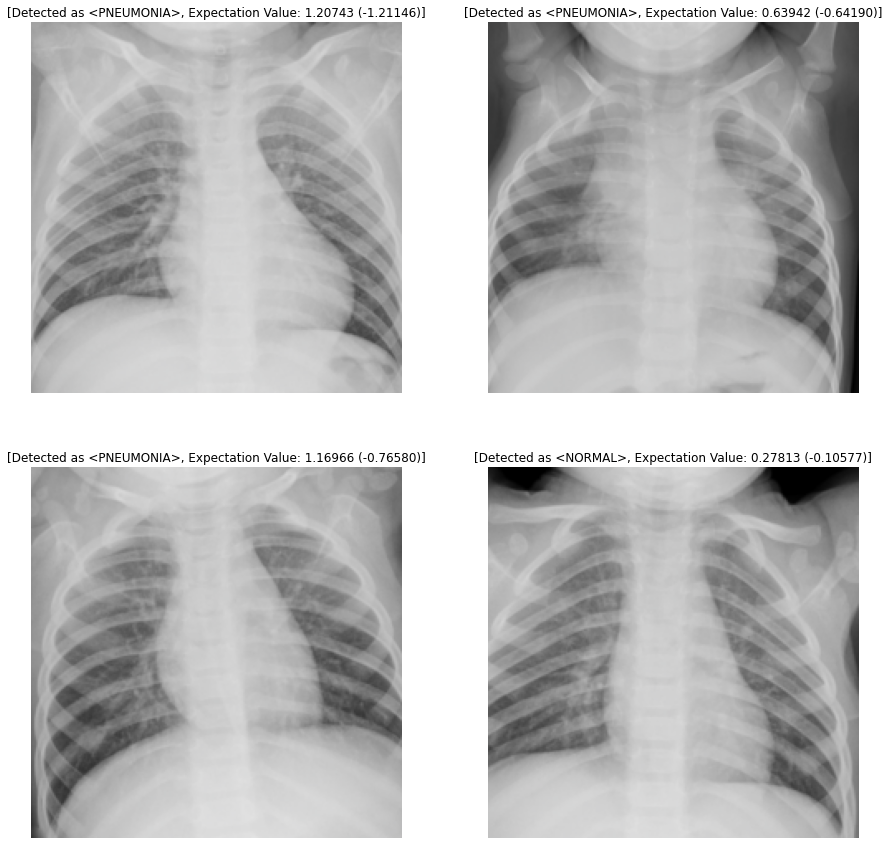 [Detected as <PNEUMONIA>, Expectation Value: 1.20743 (-1.21146)]
[Detected as <PNEUMONIA>, Expectation Value: 0.63942 (-0.64190)]
[Detected as <PNEUMONIA>, Expectation Value: 1.16966 (-0.76580)]
[Detected as <NORMAL>, Expectation Value: 0.27813 (-0.10577)]